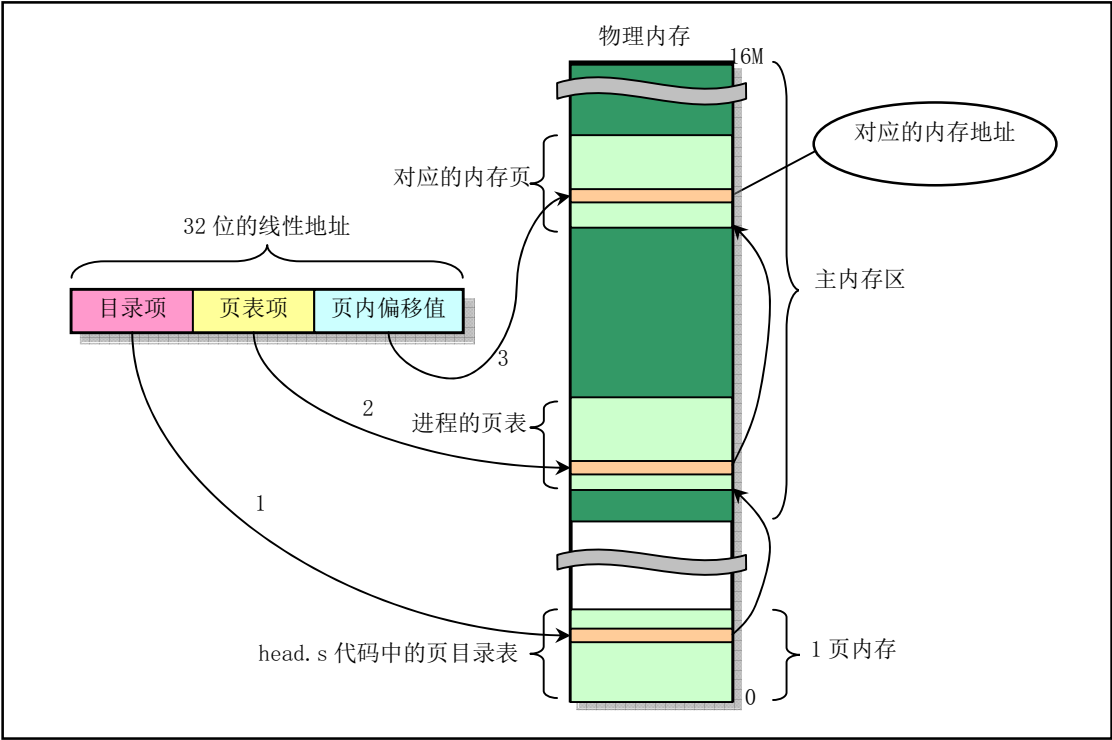 物理内存
16M
对应的内存地址
对应的内存页
32 位的线性地址
主内存区
目录项
页表项
页内偏移值
3
2
进程的页表
1
head.s 代码中的页目录表
1 页内存
0